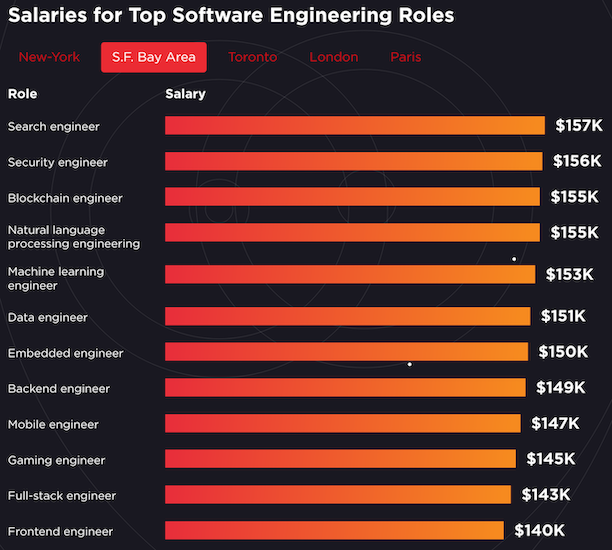 Salaries for Top Software Engineering Roles
New-York S.F. Bay Area Toronto London Paris
Role Salary
Search engineer $157K
Security engineer $156K
Blockchain engineer $155K
Natural language
processing engineering $155K
Machine learning
engineer $153K
Data engineer $151K
Embedded engineer $150K
Backend engineer $149K
Mobile engineer $147K
Gaming engineer $145K
Full-stack engineer $143K
Frontend engineer $140K